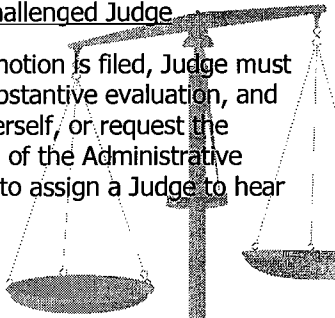 allenged Judge
otion is filed, Judge must
bstantive evaluation, and
erself, or request the
of the Administrative
to assign a Judge to hear